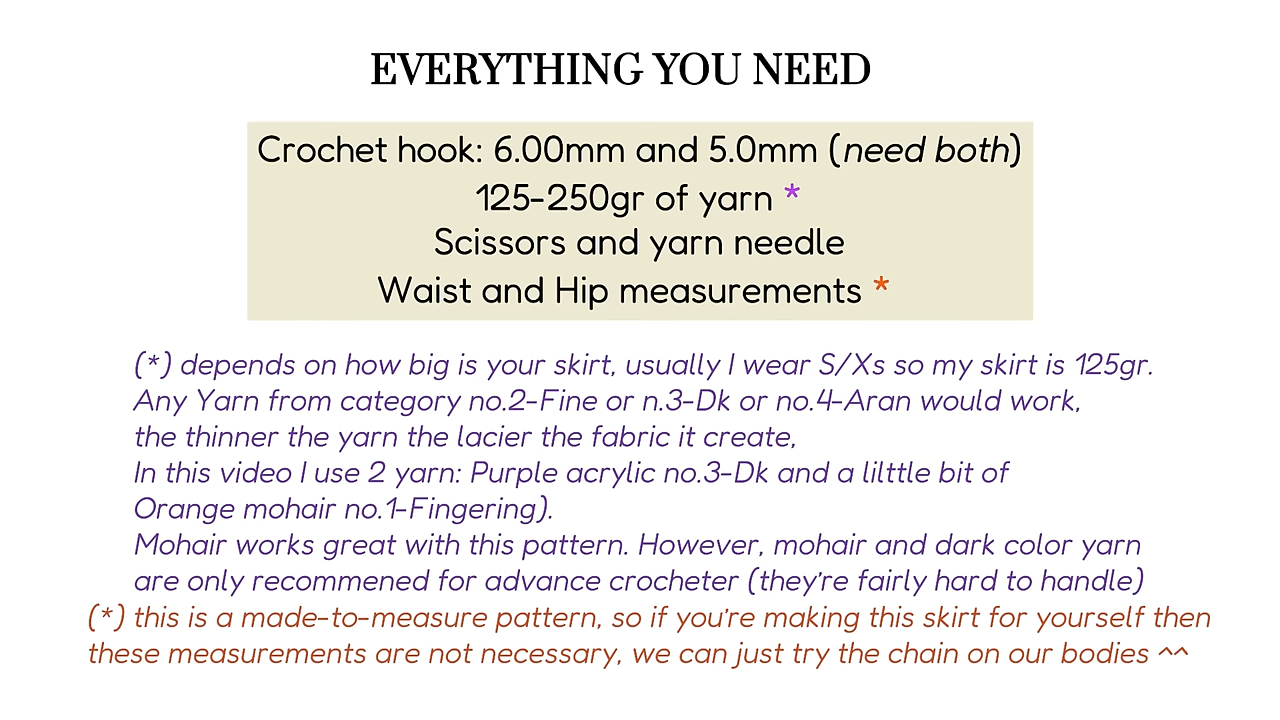 EVERYTHING YOU NEED
Crochet hook: 6.00mm and 5.0mm (need both)
125-250gr of yarn *
Scissors and yarn needle
Waist and Hip measurements *
(*) depends on how big is your skirt, usually I wear S/Xs so my skirt is 125gr.
Any Yarn from category no.2-Fine or n.3-Dk or no.4-Aran would work,
the thinner the yarn the lacier the fabric it create,
In this video I use 2 yarn: Purple acrylic no.3-Dk and a lilttle bit of
Orange mohair no.1-Fingering).
Mohair works great with this pattern. However, mohair and dark color yarn
are only recommened for advance crocheter (they're fairly hard to handle)
(*) this is a made-to-measure pattern, so if you're making this skirt for yourself then
these measurements are not necessary, we can just try the chain on our bodies ^^